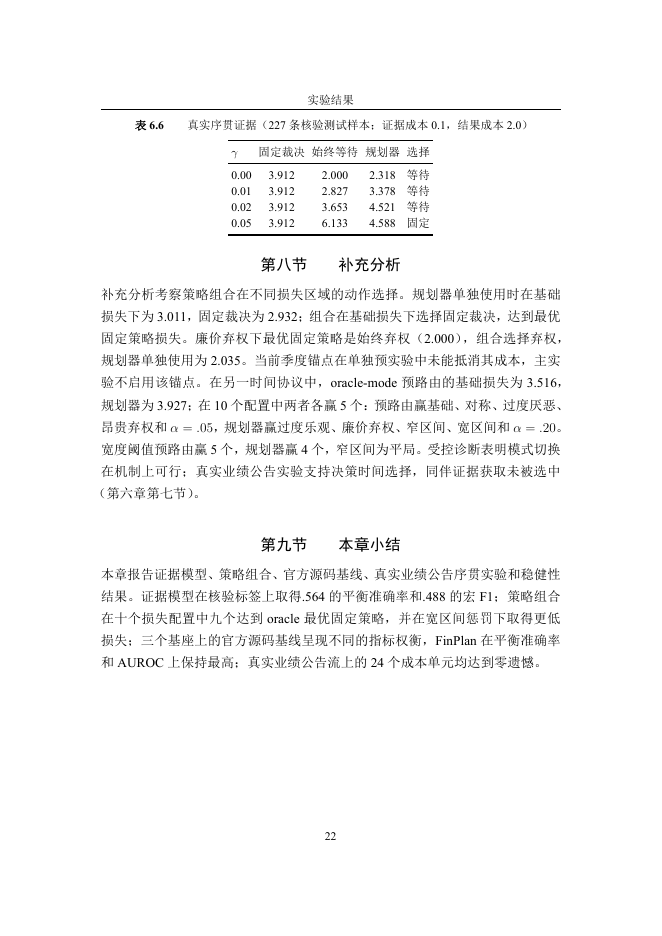 实验结果
表 6.6 真实序贯证据（227 条核验测试样本；证据成本 0.1，结果成本 2.0）
γ 固定裁决 始终等待 规划器 选择
0.00 3.912 2.000 2.318 等待
0.01 3.912 2.827 3.378 等待
0.02 3.912 3.653 4.521 等待
0.05 3.912 6.133 4.588 固定
第八节 补充分析
补充分析考察策略组合在不同损失区域的动作选择。规划器单独使用时在基础
损失下为 3.011，固定裁决为 2.932；组合在基础损失下选择固定裁决，达到最优
固定策略损失。廉价弃权下最优固定策略是始终弃权（2.000），组合选择弃权，
规划器单独使用为 2.035。当前季度锚点在单独预实验中未能抵消其成本，主实
验不启用该锚点。在另一时间协议中，oracle-mode 预路由的基础损失为 3.516，
规划器为 3.927；在 10 个配置中两者各赢 5 个：预路由赢基础、对称、过度厌恶、
昂贵弃权和 α = .05，规划器赢过度乐观、廉价弃权、窄区间、宽区间和 α = .20。
宽度阈值预路由赢 5 个，规划器赢 4 个，窄区间为平局。受控诊断表明模式切换
在机制上可行；真实业绩公告实验支持决策时间选择，同伴证据获取未被选中
（第六章第七节）。
第九节 本章小结
本章报告证据模型、策略组合、官方源码基线、真实业绩公告序贯实验和稳健性
结果。证据模型在核验标签上取得.564 的平衡准确率和.488 的宏 F1；策略组合
在十个损失配置中九个达到 oracle 最优固定策略，并在宽区间惩罚下取得更低
损失；三个基座上的官方源码基线呈现不同的指标权衡，FinPlan 在平衡准确率
和 AUROC 上保持最高；真实业绩公告流上的 24 个成本单元均达到零遗憾。
22